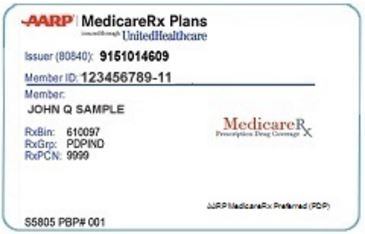 AARP MedicareRx Plans
insured through UnitedHealthcare
Issuer (80840): 9151014609
Member ID: 123456789-11
Member:
JOHN Q SAMPLE
RxBin: 610097
RxGrp: PDPIND
RxPCN: 9999
MedicareRx
Prescription Drug Coverage
AARP MedicareRx Preferred (PDP)
S5805 PBP# 001